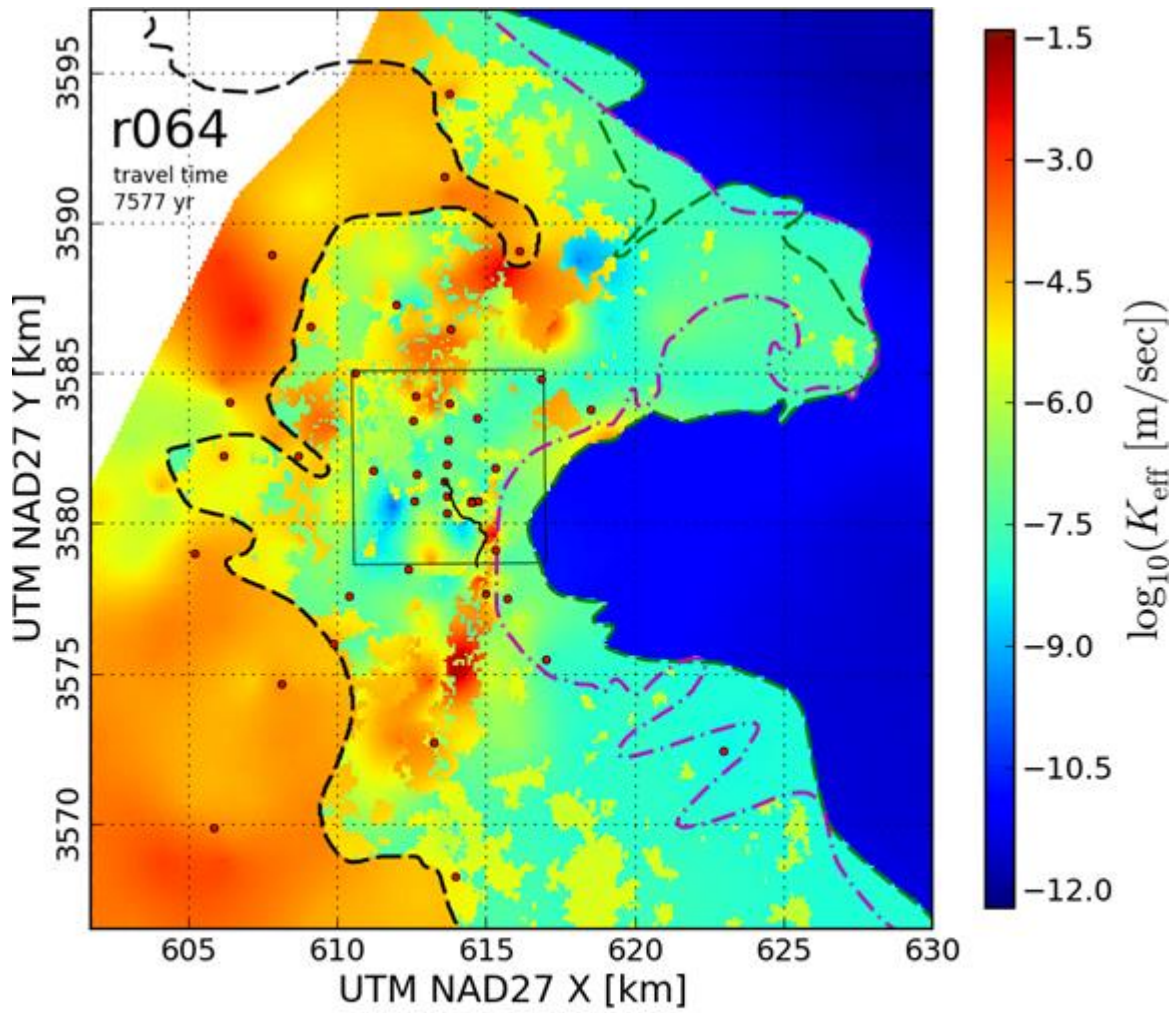 r064
travel time
7577 yr
3595
3590
3585
3580
3575
3570
UTM NAD27 Y [km]
605 610 615 620 625 630
UTM NAD27 X [km]
−1.5
−3.0
−4.5
−6.0
−7.5
−9.0
−10.5
−12.0
log₁₀(K_eff [m/sec])